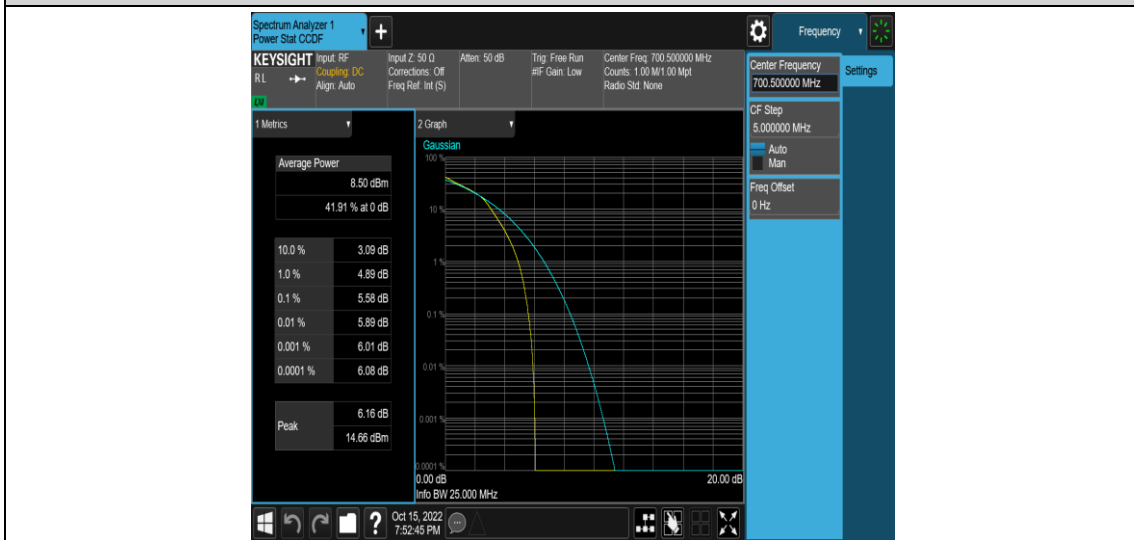 Spectrum Analyzer 1
Power Stat CCDF
+
Frequency
KEYSIGHT
RL
Input: RF
Coupling: DC
Align: Auto
Input Z: 50 Ω
Corrections: Off
Freq Ref: Int (S)
Atten: 50 dB
Trig: Free Run
#IF Gain: Low
Center Freq: 700.500000 MHz
Counts: 1.00 M/1.00 Mpt
Radio Std: None
Center Frequency
700.500000 MHz
Settings
CF Step
5.000000 MHz
Auto
Man
Freq Offset
0 Hz
1 Metrics
Average Power
8.50 dBm
41.91 % at 0 dB
10.0 % 3.09 dB
1.0 % 4.89 dB
0.1 % 5.58 dB
0.01 % 5.89 dB
0.001 % 6.01 dB
0.0001 % 6.08 dB
Peak 6.16 dB
14.66 dBm
2 Graph
Gaussian
100 %
10 %
1 %
0.1 %
0.01 %
0.001 %
0.0001 %
0.00 dB 20.00 dB
Info BW 25.000 MHz
?
Oct 15, 2022
7:52:45 PM